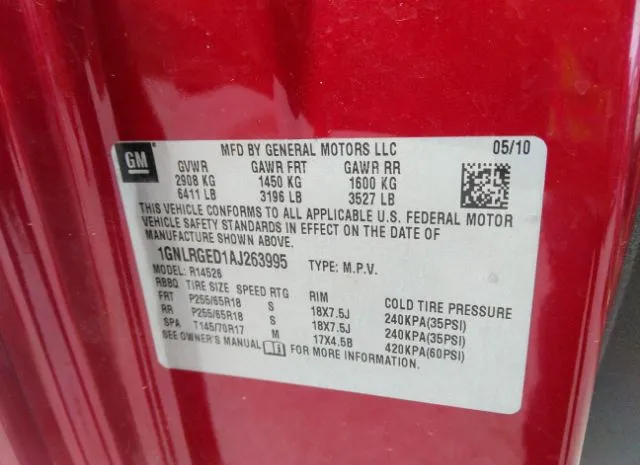 GM
MFD BY GENERAL MOTORS LLC 05/10
GVWR GAWR FRT GAWR RR
2908 KG 1450 KG 1600 KG
6411 LB 3196 LB 3527 LB
THIS VEHICLE CONFORMS TO ALL APPLICABLE U.S. FEDERAL MOTOR
VEHICLE SAFETY STANDARDS IN EFFECT ON THE DATE OF
MANUFACTURE SHOWN ABOVE.
1GNLRGED1AJ263995 TYPE: M.P.V.
MODEL: R14526
RBBQ TIRE SIZE SPEED RTG RIM COLD TIRE PRESSURE
FRT P255/65R18 S 18X7.5J 240KPA(35PSI)
RR P255/65R18 S 18X7.5J 240KPA(35PSI)
SPA T145/70R17 M 17X4.5B 420KPA(60PSI)
SEE OWNER'S MANUAL FOR MORE INFORMATION.